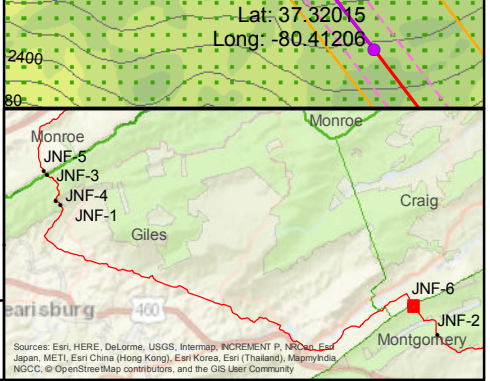 Lat: 37.32015
Long: -80.41206
2400
80
Monroe
Monroe
JNF-5
JNF-3
JNF-4
JNF-1
Giles
Craig
earisburg
460
JNF-6
JNF-2
Montgomery
Sources: Esri, HERE, DeLorme, USGS, Intermap, INCREMENT P, NRCan, Esri
Japan, METI, Esri China (Hong Kong), Esri Korea, Esri (Thailand), MapmyIndia,
NGCC, © OpenStreetMap contributors, and the GIS User Community